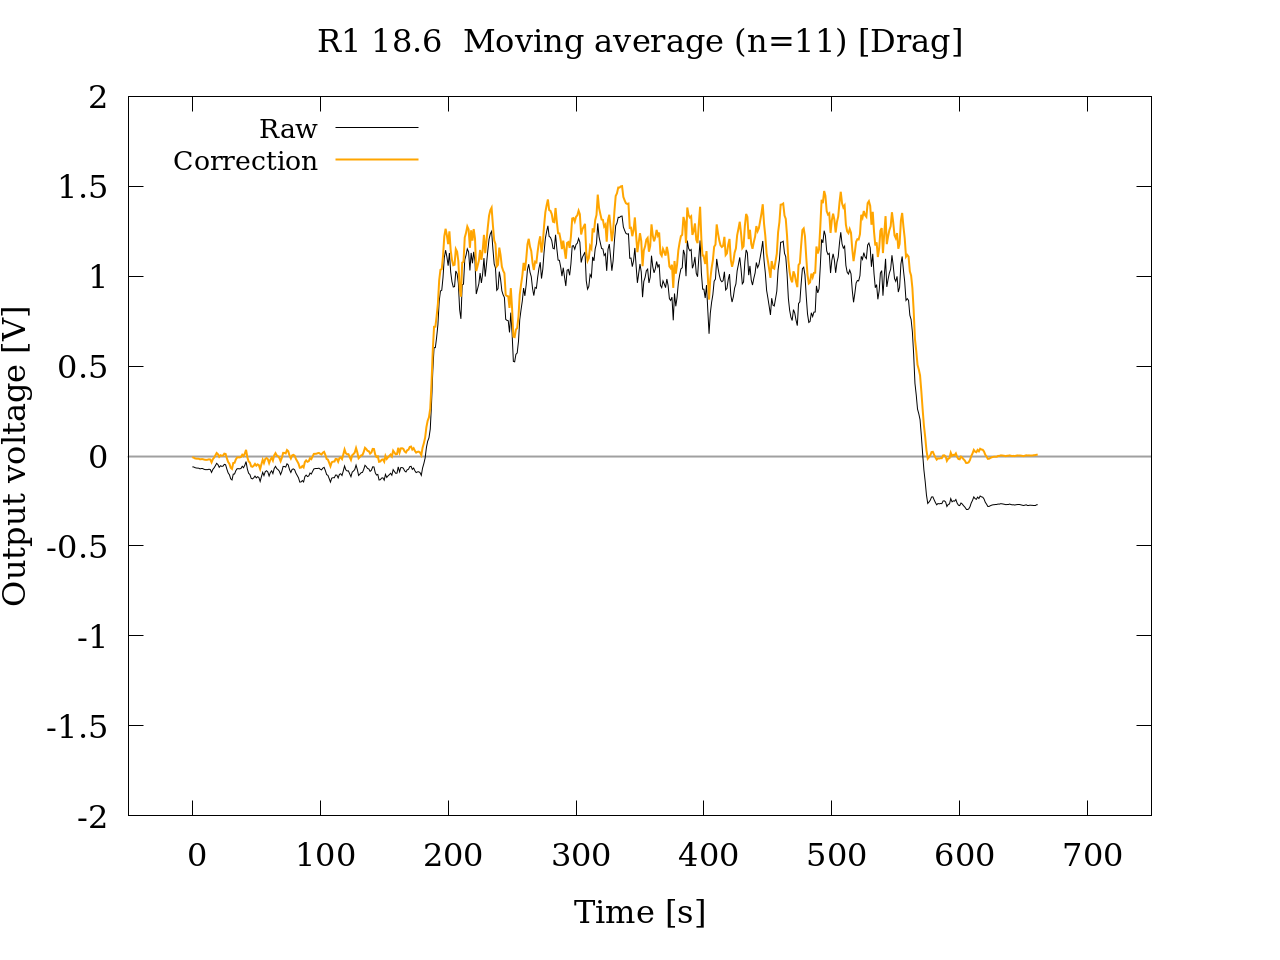 R1 18.6  Moving average (n=11) [Drag]
Raw
Correction
2
1.5
1
0.5
0
-0.5
-1
-1.5
-2
Output voltage [V]
0 100 200 300 400 500 600 700
Time [s]